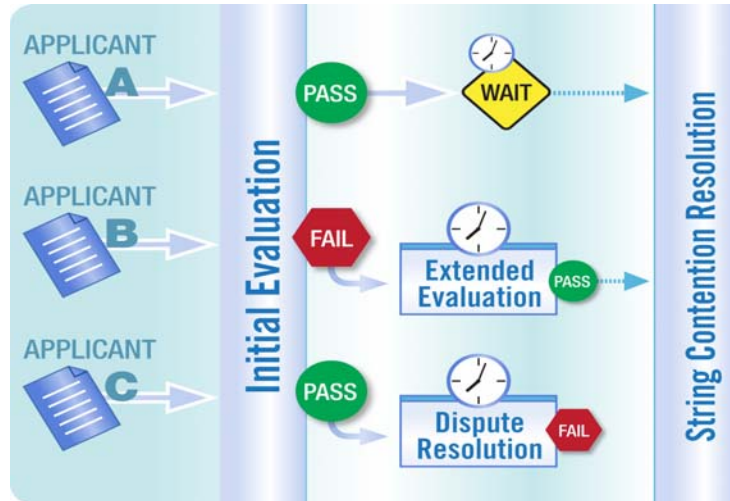 APPLICANT
A
PASS
WAIT
APPLICANT
B
FAIL
Extended
Evaluation
PASS
APPLICANT
C
PASS
Dispute
Resolution
FAIL
Initial Evaluation
String Contention Resolution